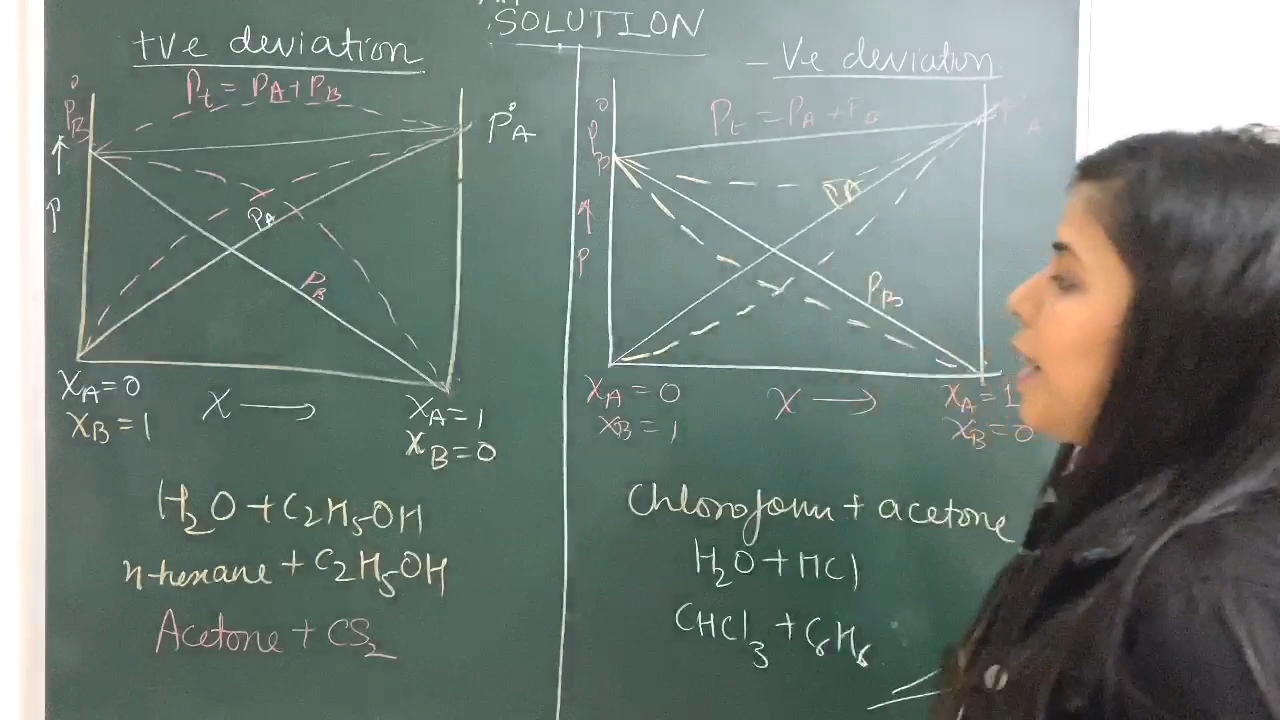 SOLUTION
+ve deviation
Pt = PA + PB
P°B
P°A
↑
P
PA
PB
XA = 0
XB = 1
X →
XA = 1
XB = 0
H2O + C2H5OH
n-hexane + C2H5OH
Acetone + CS2
-ve deviation
Pt = PA + PB
P°B
P°A
↑
P
PA
PB
XA = 0
XB = 1
X →
XA = 1
XB = 0
Chloroform + acetone
H2O + HCl
CHCl3 + C6H6